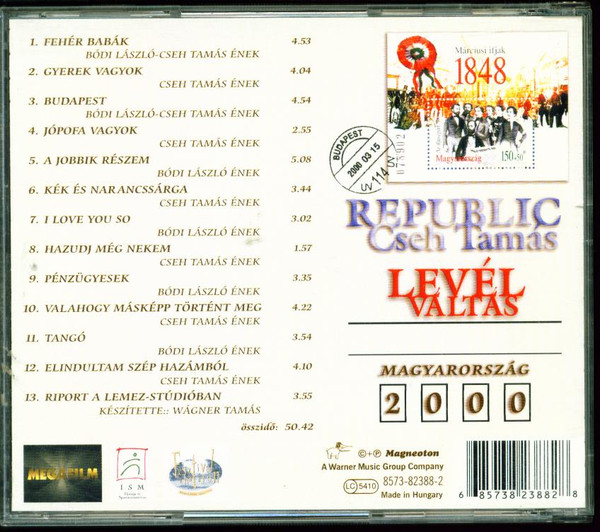 1. FEHÉR BABÁK 4.53
BÓDI LÁSZLÓ-CSEH TAMÁS ÉNEK
2. GYEREK VAGYOK 4.04
CSEH TAMÁS ÉNEK
3. BUDAPEST 4.54
BÓDI LÁSZLÓ-CSEH TAMÁS ÉNEK
4. JÓPOFA VAGYOK 2.55
CSEH TAMÁS ÉNEK
5. A JOBBIK RÉSZEM 5.08
BÓDI LÁSZLÓ ÉNEK
6. KÉK ÉS NARANCSSÁRGA 3.44
CSEH TAMÁS ÉNEK
7. I LOVE YOU SO 3.02
BÓDI LÁSZLÓ ÉNEK
8. HAZUDJ MÉG NEKEM 1.57
CSEH TAMÁS ÉNEK
9. PÉNZÜGYESEK 3.35
BÓDI LÁSZLÓ ÉNEK
10. VALAHOGY MÁSKÉPP TÖRTÉNT MEG 4.22
CSEH TAMÁS ÉNEK
11. TANGÓ 3.54
BÓDI LÁSZLÓ ÉNEK
12. ELINDULTAM SZÉP HAZÁMBÓL 4.10
CSEH TAMÁS ÉNEK
13. RIPORT A LEMEZ-STÚDIÓBAN 3.55
KÉSZÍTETTE:: WÁGNER TAMÁS
összidő: 50.42
MEGAFILM
ISM
Márciusi ifjak
1848
078902
Magyarország
150+50f
BUDAPEST
2000 03 15
UV 114 UV
REPUBLIC
Cseh Tamás
LEVÉL
VÁLTÁS
MAGYARORSZÁG
2 0 0 0
©+℗ Magneoton
A Warner Music Group Company
LC 5410 8573-82388-2
Made in Hungary
6 85738 23882 8